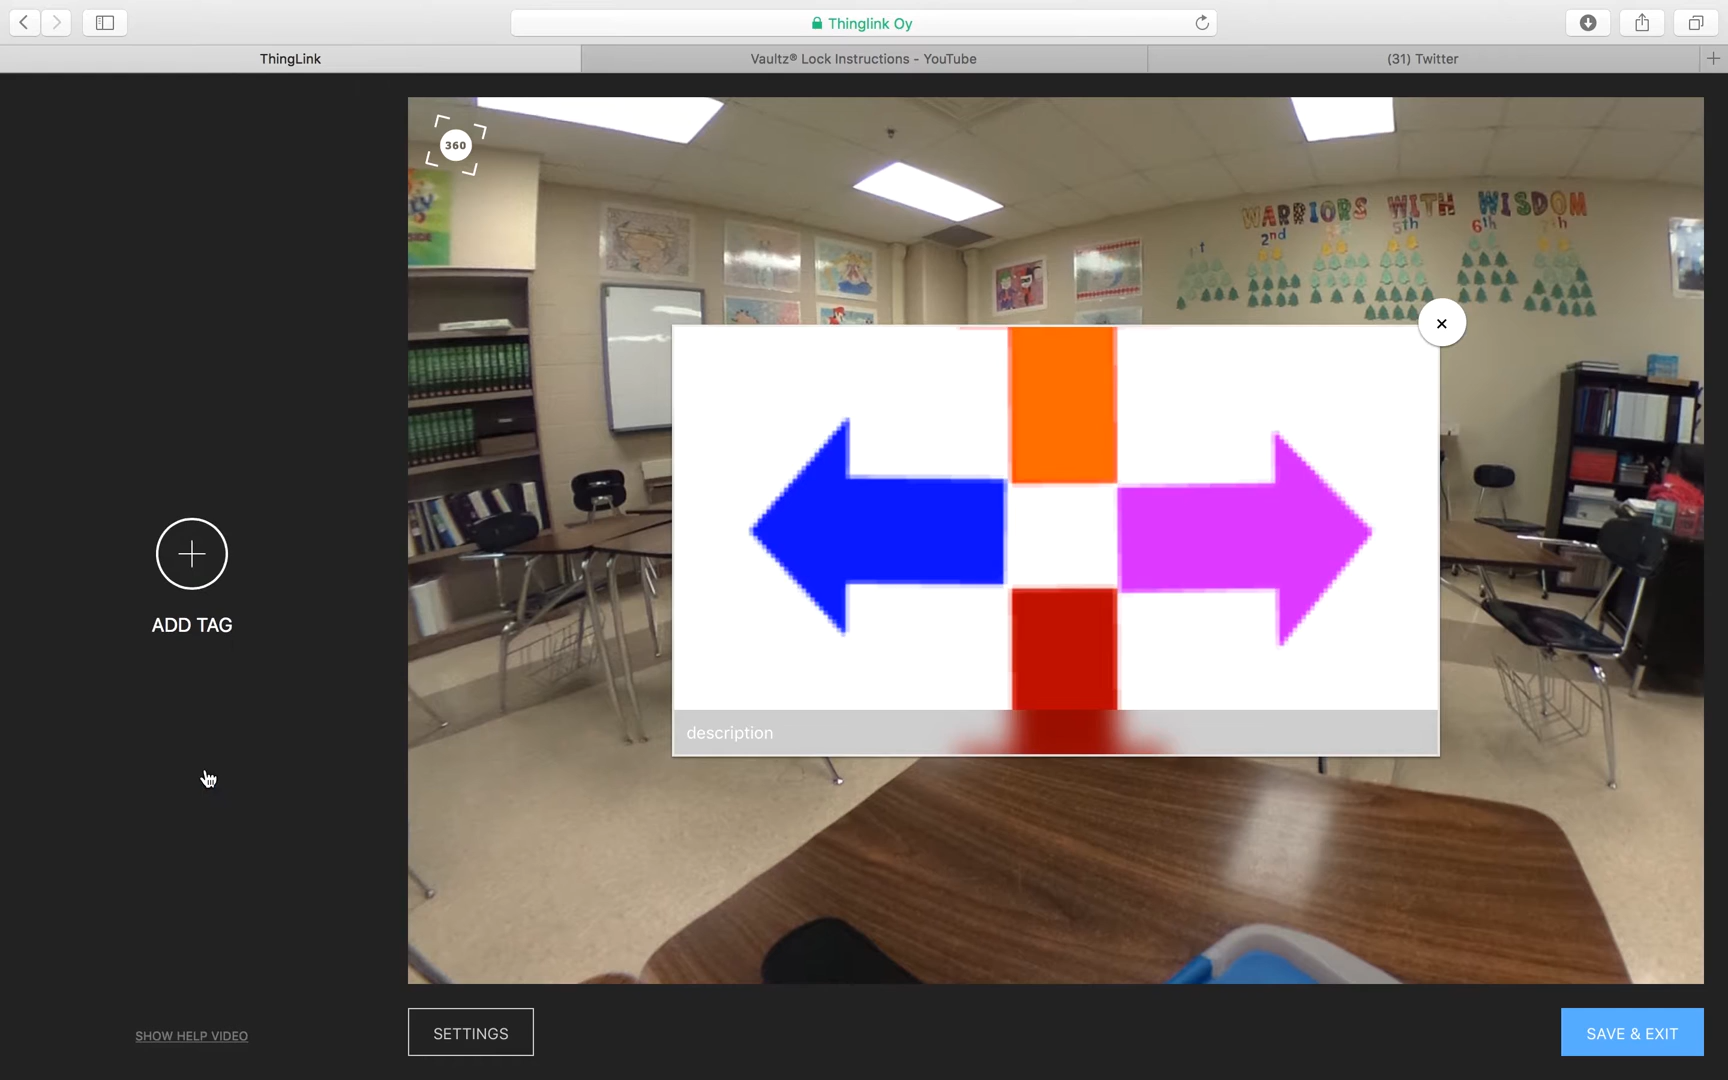 Thinglink Oy
ThingLink
Vaultz® Lock Instructions - YouTube
(31) Twitter
360
WARRIORS WITH WISDOM
2nd
5th
6th
ADD TAG
description
SHOW HELP VIDEO
SETTINGS
SAVE & EXIT